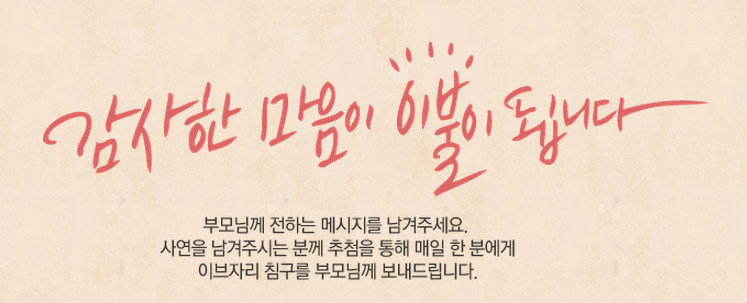 감사한 마음이 이불이 됩니다
부모님께 전하는 메시지를 남겨주세요.
사연을 남겨주시는 분께 추첨을 통해 매일 한 분에게
이브자리 침구를 부모님께 보내드립니다.